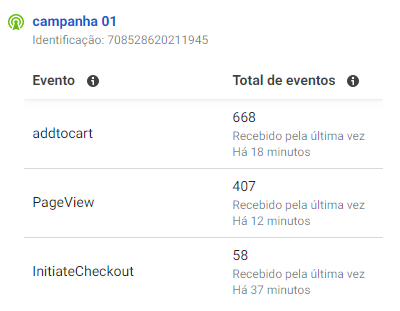 campanha 01
Identificação: 708528620211945
Evento
Total de eventos
addtocart
668
Recebido pela última vez
Há 18 minutos
PageView
407
Recebido pela última vez
Há 12 minutos
InitiateCheckout
58
Recebido pela última vez
Há 37 minutos